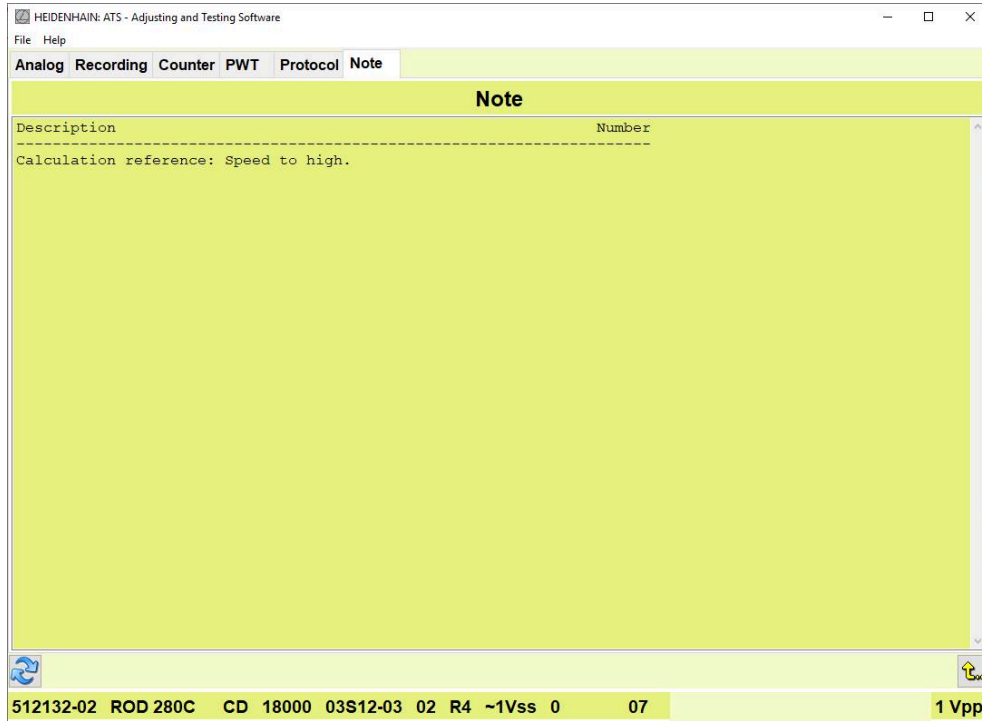 HEIDENHAIN: ATS - Adjusting and Testing Software
File Help
Analog Recording Counter PWT Protocol Note
Note
Description Number
----------------------------------------------------------------------
Calculation reference: Speed to high.
512132-02 ROD 280C CD 18000 03S12-03 02 R4 ~1Vss 0 07 1 Vpp